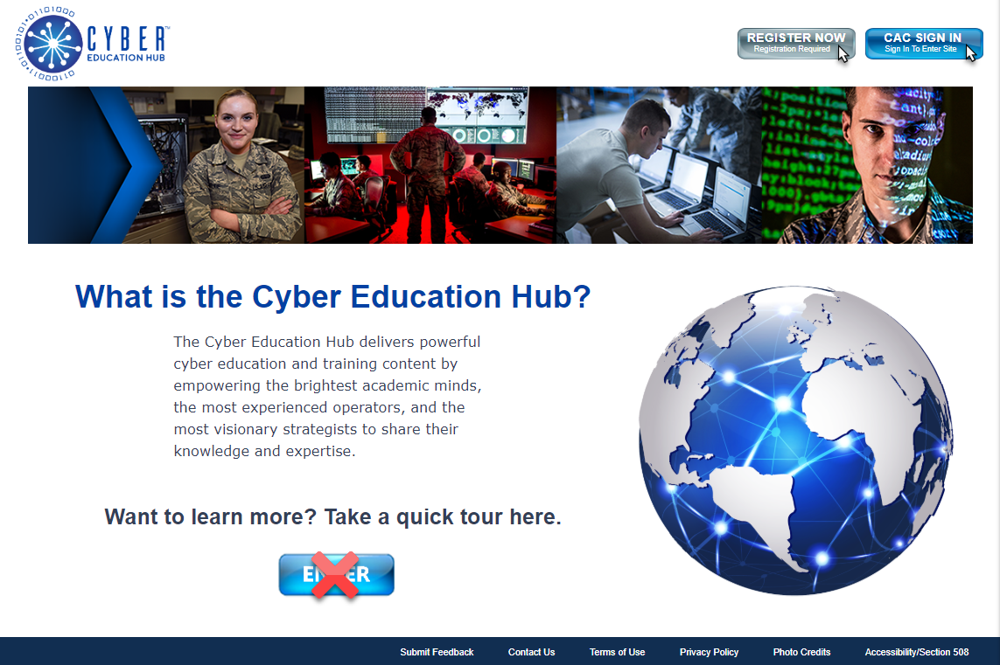 CYBER™
EDUCATION HUB
REGISTER NOW
Registration Required
CAC SIGN IN
Sign In To Enter Site
What is the Cyber Education Hub?
The Cyber Education Hub delivers powerful
cyber education and training content by
empowering the brightest academic minds,
the most experienced operators, and the
most visionary strategists to share their
knowledge and expertise.
Want to learn more? Take a quick tour here.
Submit Feedback
Contact Us
Terms of Use
Privacy Policy
Photo Credits
Accessibility/Section 508